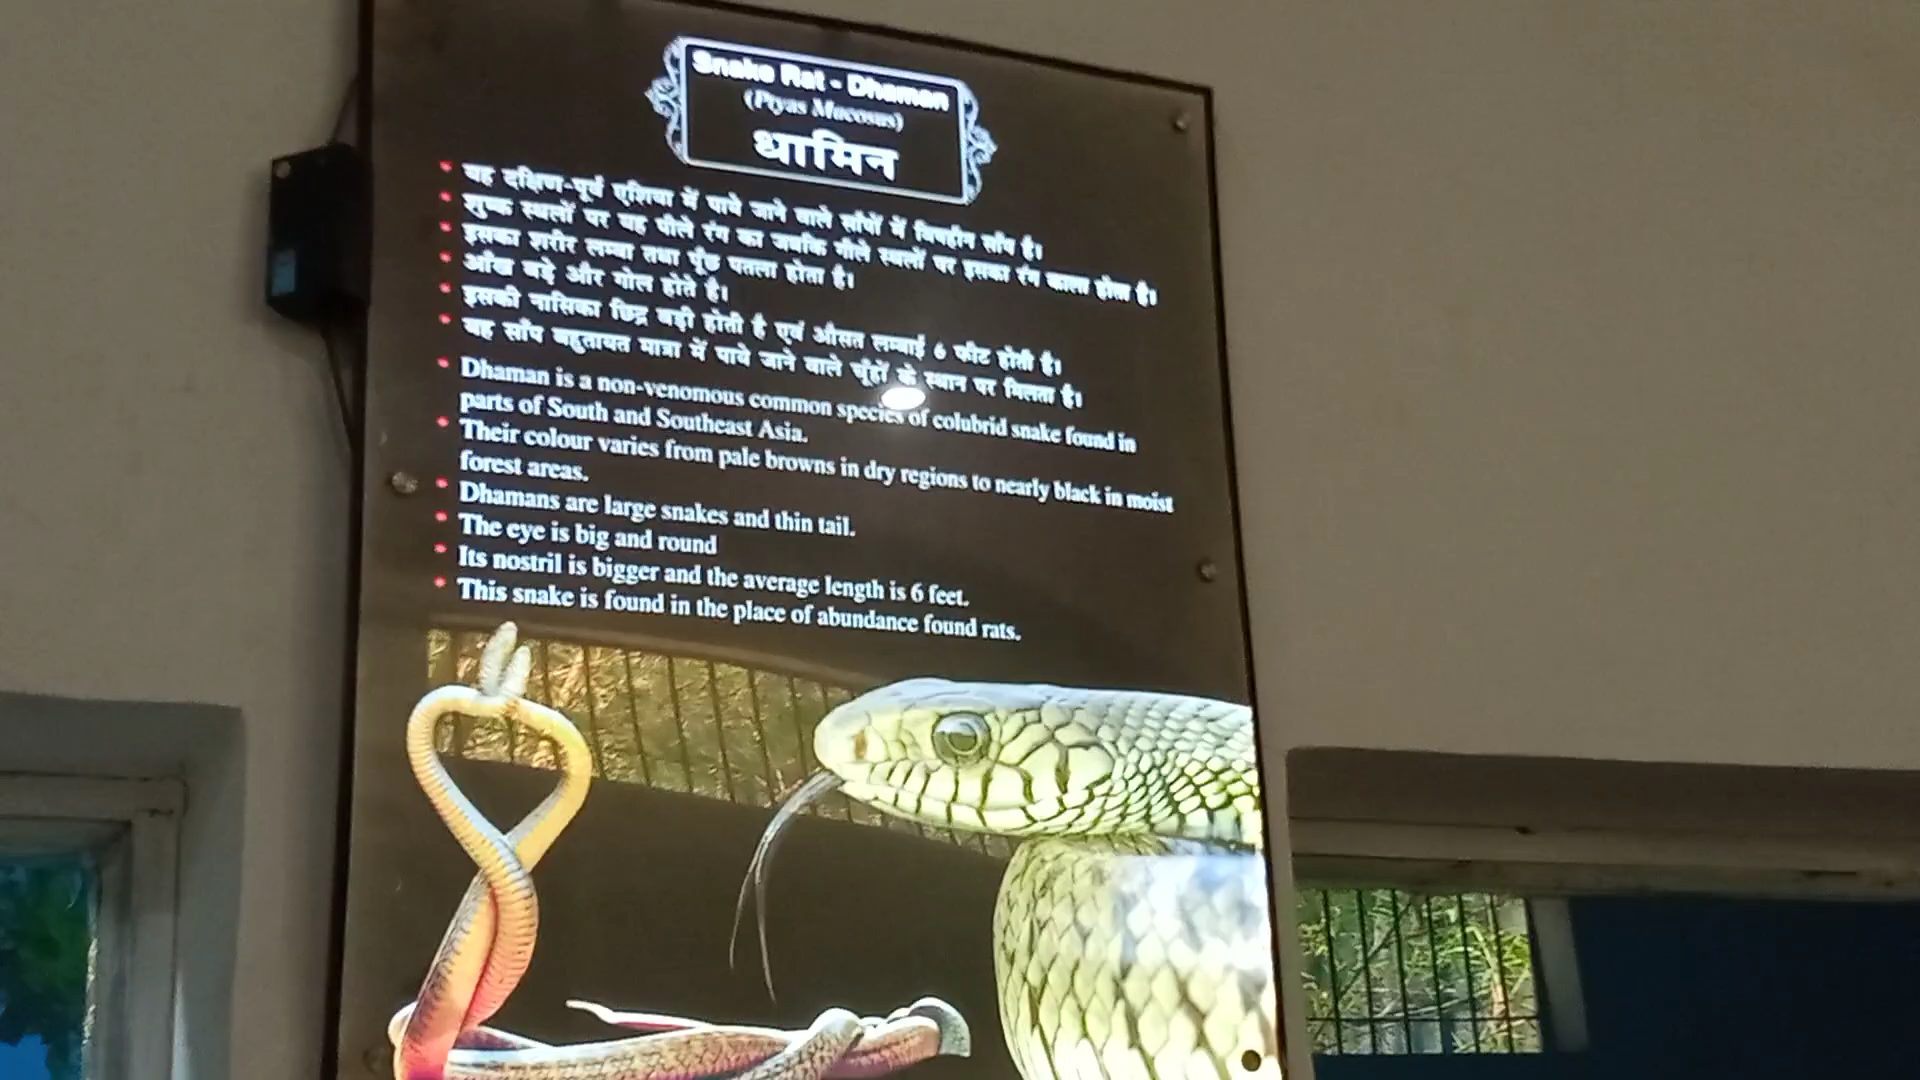 Snake Rat - Dhaman
(Ptyas Mucosus)
धामिन
यह दक्षिण-पूर्व एशिया में पाये जाने वाले साँपों में विषहीन साँप है।
शुष्क स्थलों पर यह पीले रंग का जबकि गीले स्थलों पर इसका रंग काला होता है।
इसका शरीर लम्बा तथा पूँछ पतला होता है।
आँख बड़े और गोल होते है।
इसकी नासिका छिद्र बड़ी होती है एवं औसत लम्बाई 6 फीट होती है।
यह साँप बहुतायत मात्रा में पाये जाने वाले चूँहों के स्थान पर मिलता है।
Dhaman is a non-venomous common species of colubrid snake found in
parts of South and Southeast Asia.
Their colour varies from pale browns in dry regions to nearly black in moist
forest areas.
Dhamans are large snakes and thin tail.
The eye is big and round
Its nostril is bigger and the average length is 6 feet.
This snake is found in the place of abundance found rats.